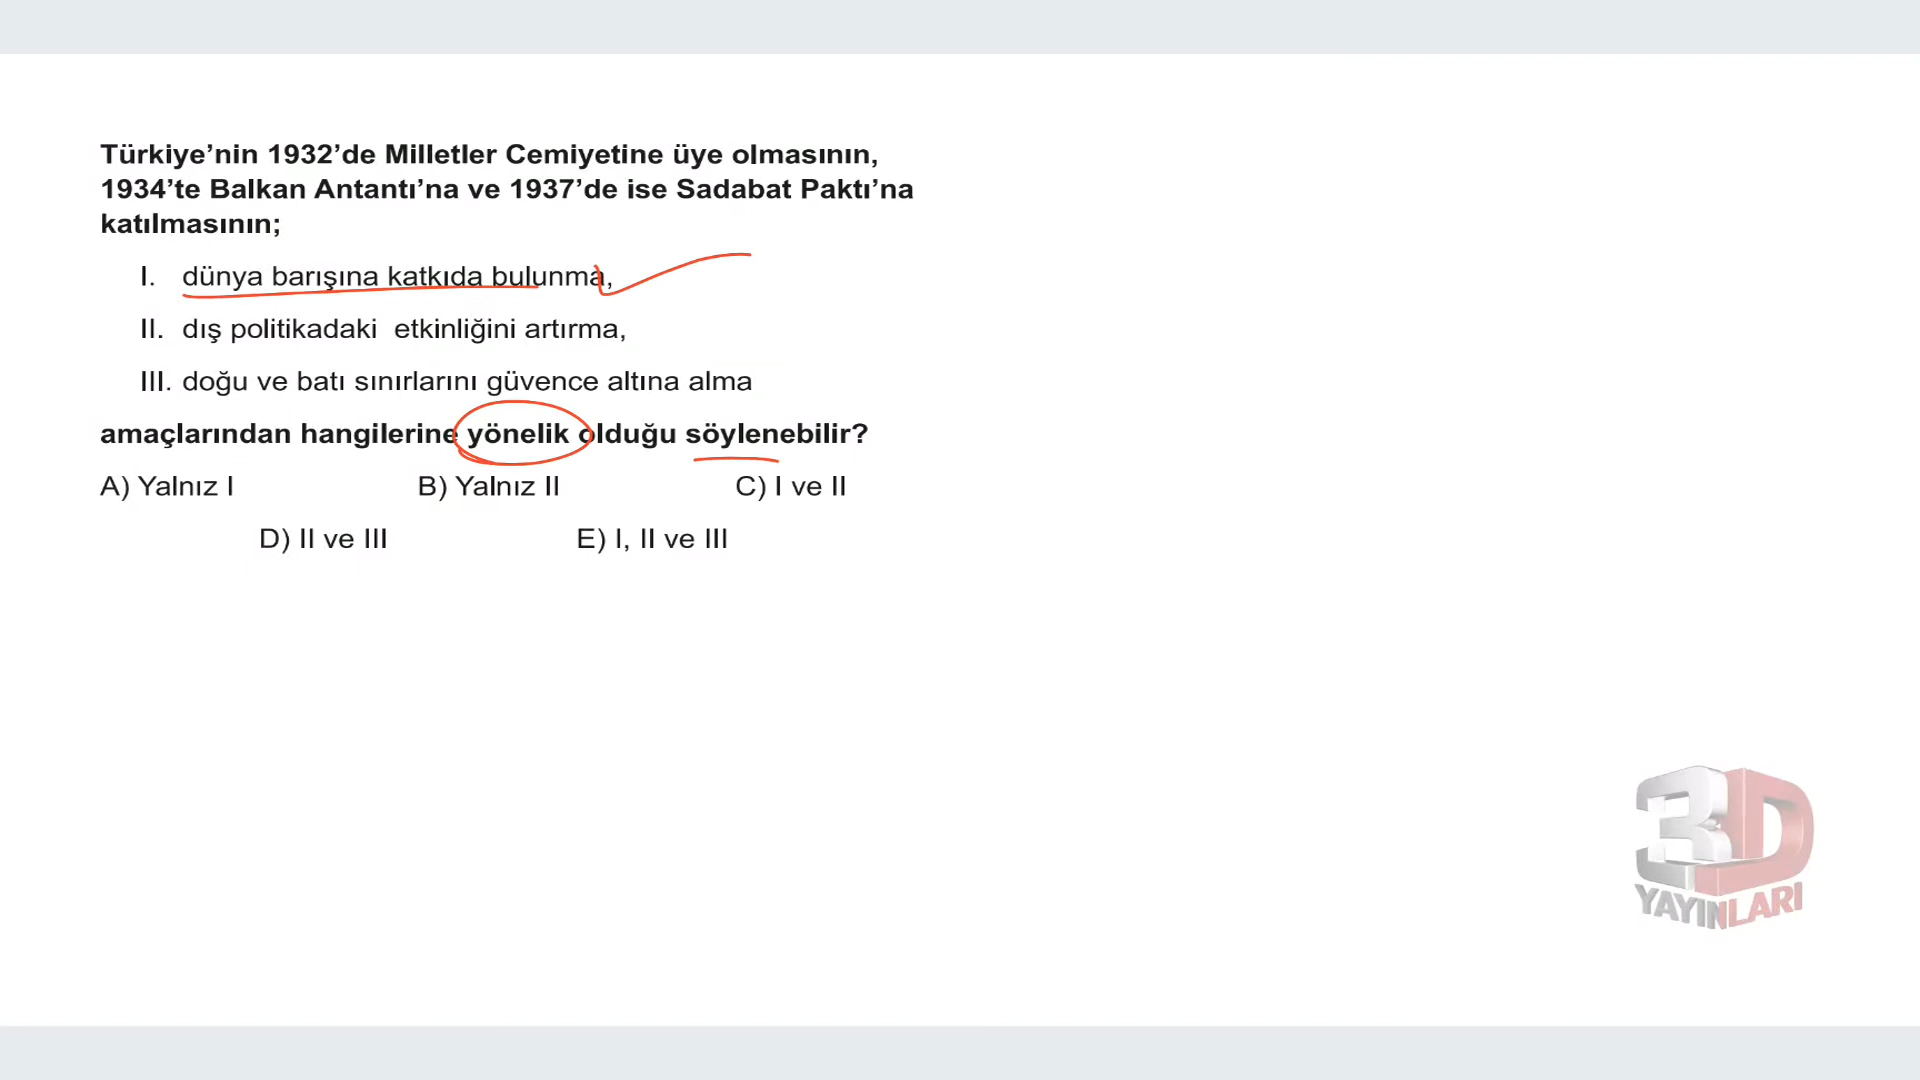 Türkiye’nin 1932’de Milletler Cemiyetine üye olmasının,
1934’te Balkan Antantı’na ve 1937’de ise Sadabat Paktı’na
katılmasının;
I. dünya barışına katkıda bulunma,
II. dış politikadaki etkinliğini artırma,
III. doğu ve batı sınırlarını güvence altına alma
amaçlarından hangilerine yönelik olduğu söylenebilir?
A) Yalnız I B) Yalnız II C) I ve II
D) II ve III E) I, II ve III
3D
YAYINLARI